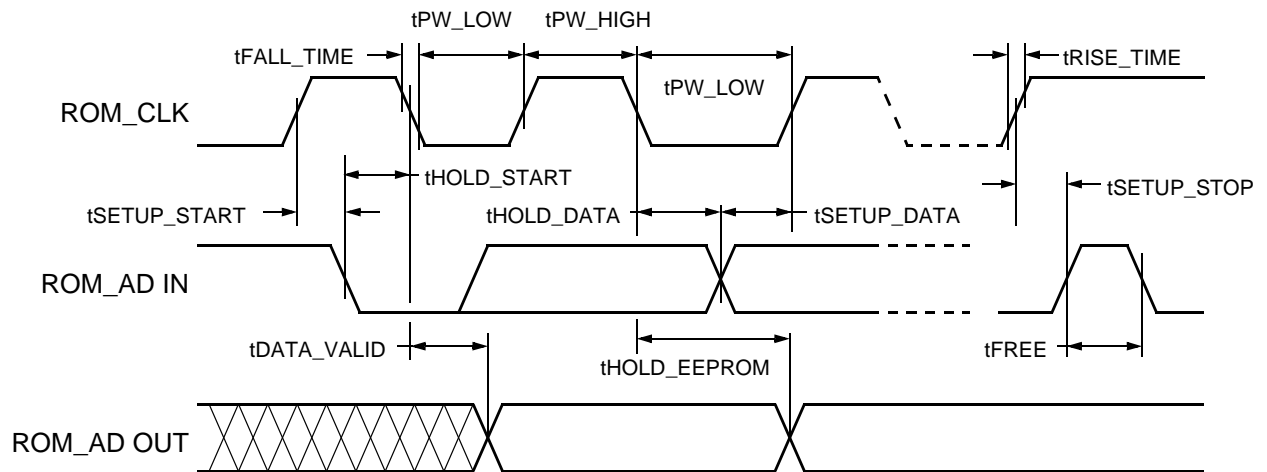 tPW_LOW tPW_HIGH
tFALL_TIME
tRISE_TIME
tPW_LOW
ROM_CLK
tHOLD_START
tSETUP_START
tHOLD_DATA
tSETUP_DATA
tSETUP_STOP
ROM_AD IN
tDATA_VALID
tHOLD_EEPROM
tFREE
ROM_AD OUT